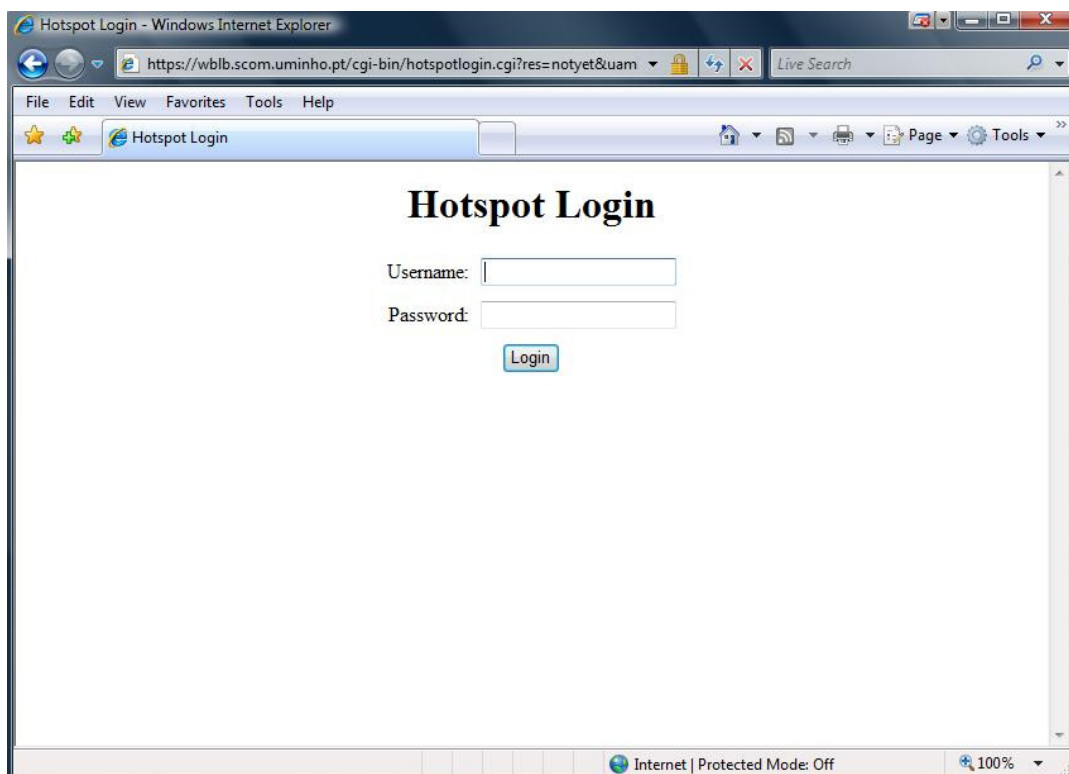 Hotspot Login - Windows Internet Explorer
https://wblb.scom.uminho.pt/cgi-bin/hotspotlogin.cgi?res=notyet&uam
Live Search
File Edit View Favorites Tools Help
Hotspot Login
Page Tools
Hotspot Login
Username:
Password:
Login
Internet | Protected Mode: Off
100%